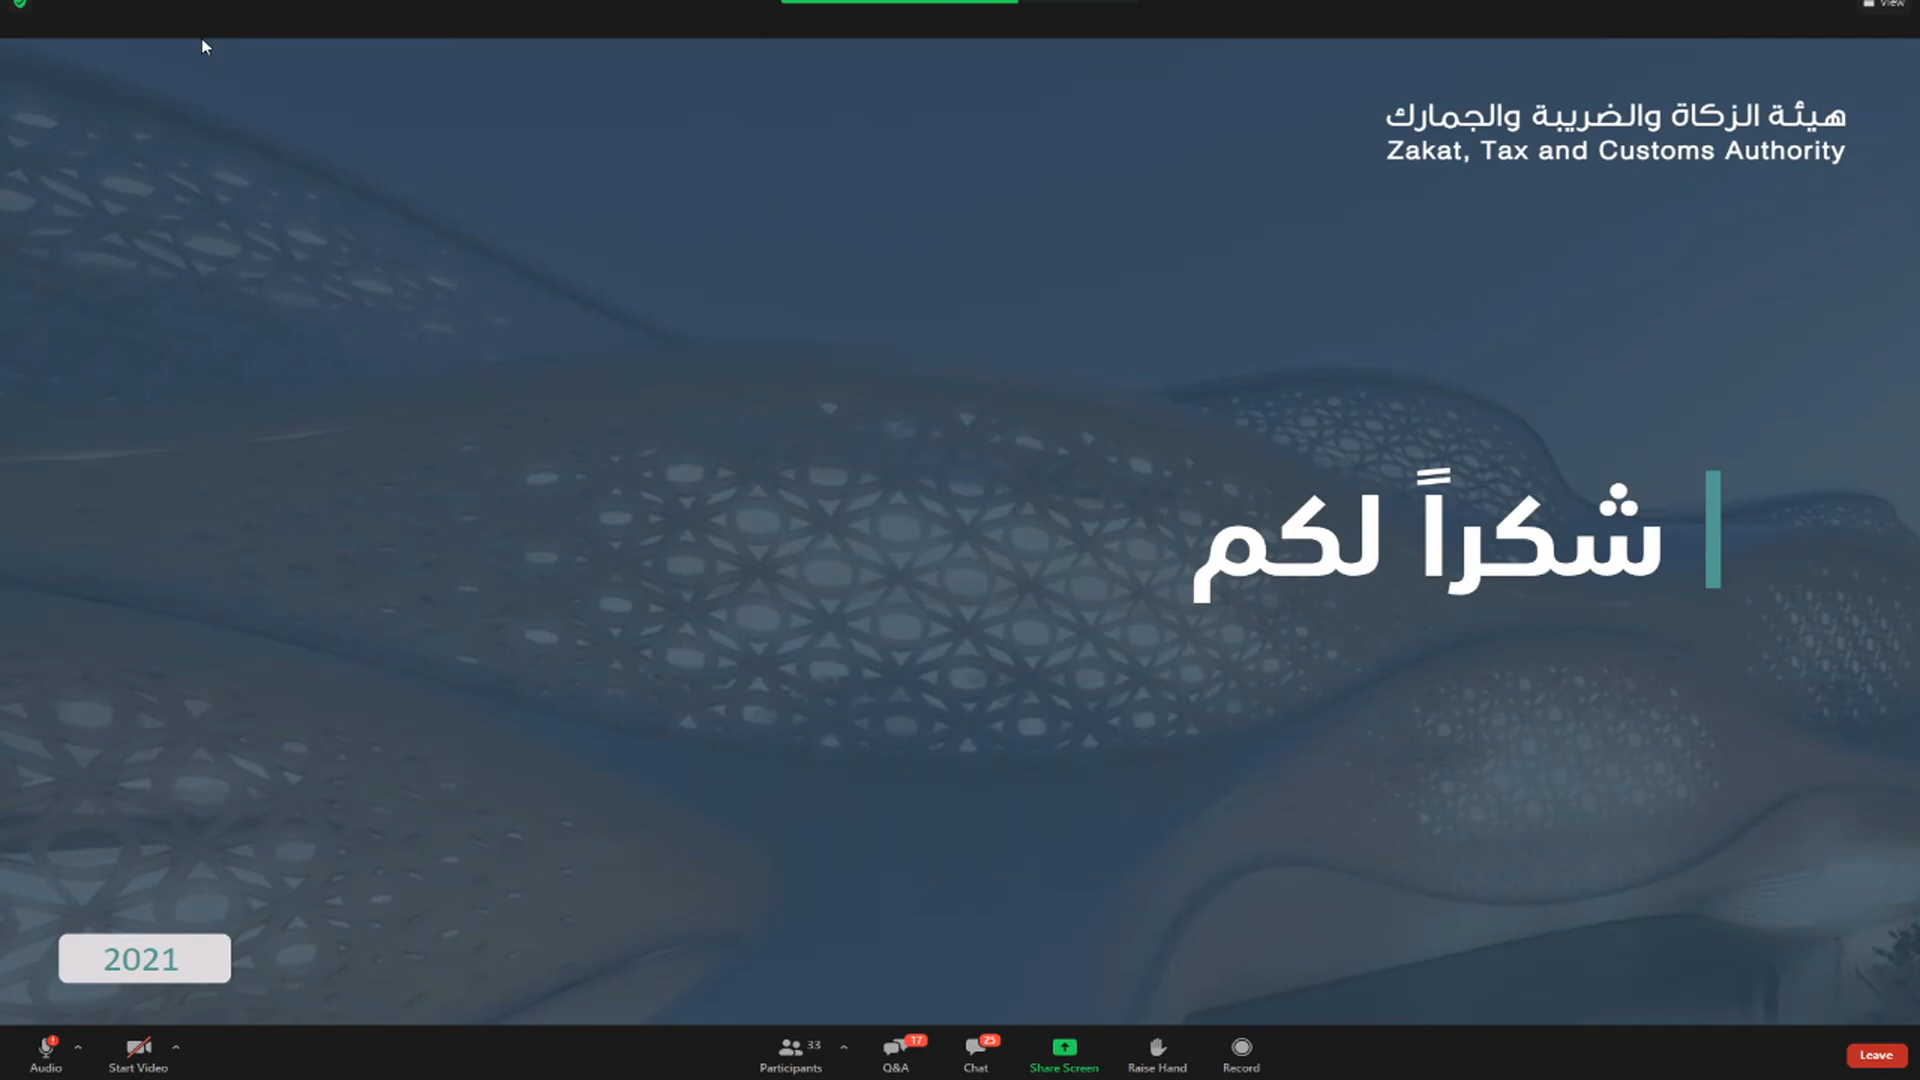 View
هيئة الزكاة والضريبة والجمارك
Zakat, Tax and Customs Authority
شكراً لكم
2021
Audio
Start Video
33
Participants
17
Q&A
25
Chat
Share Screen
Raise Hand
Record
Leave